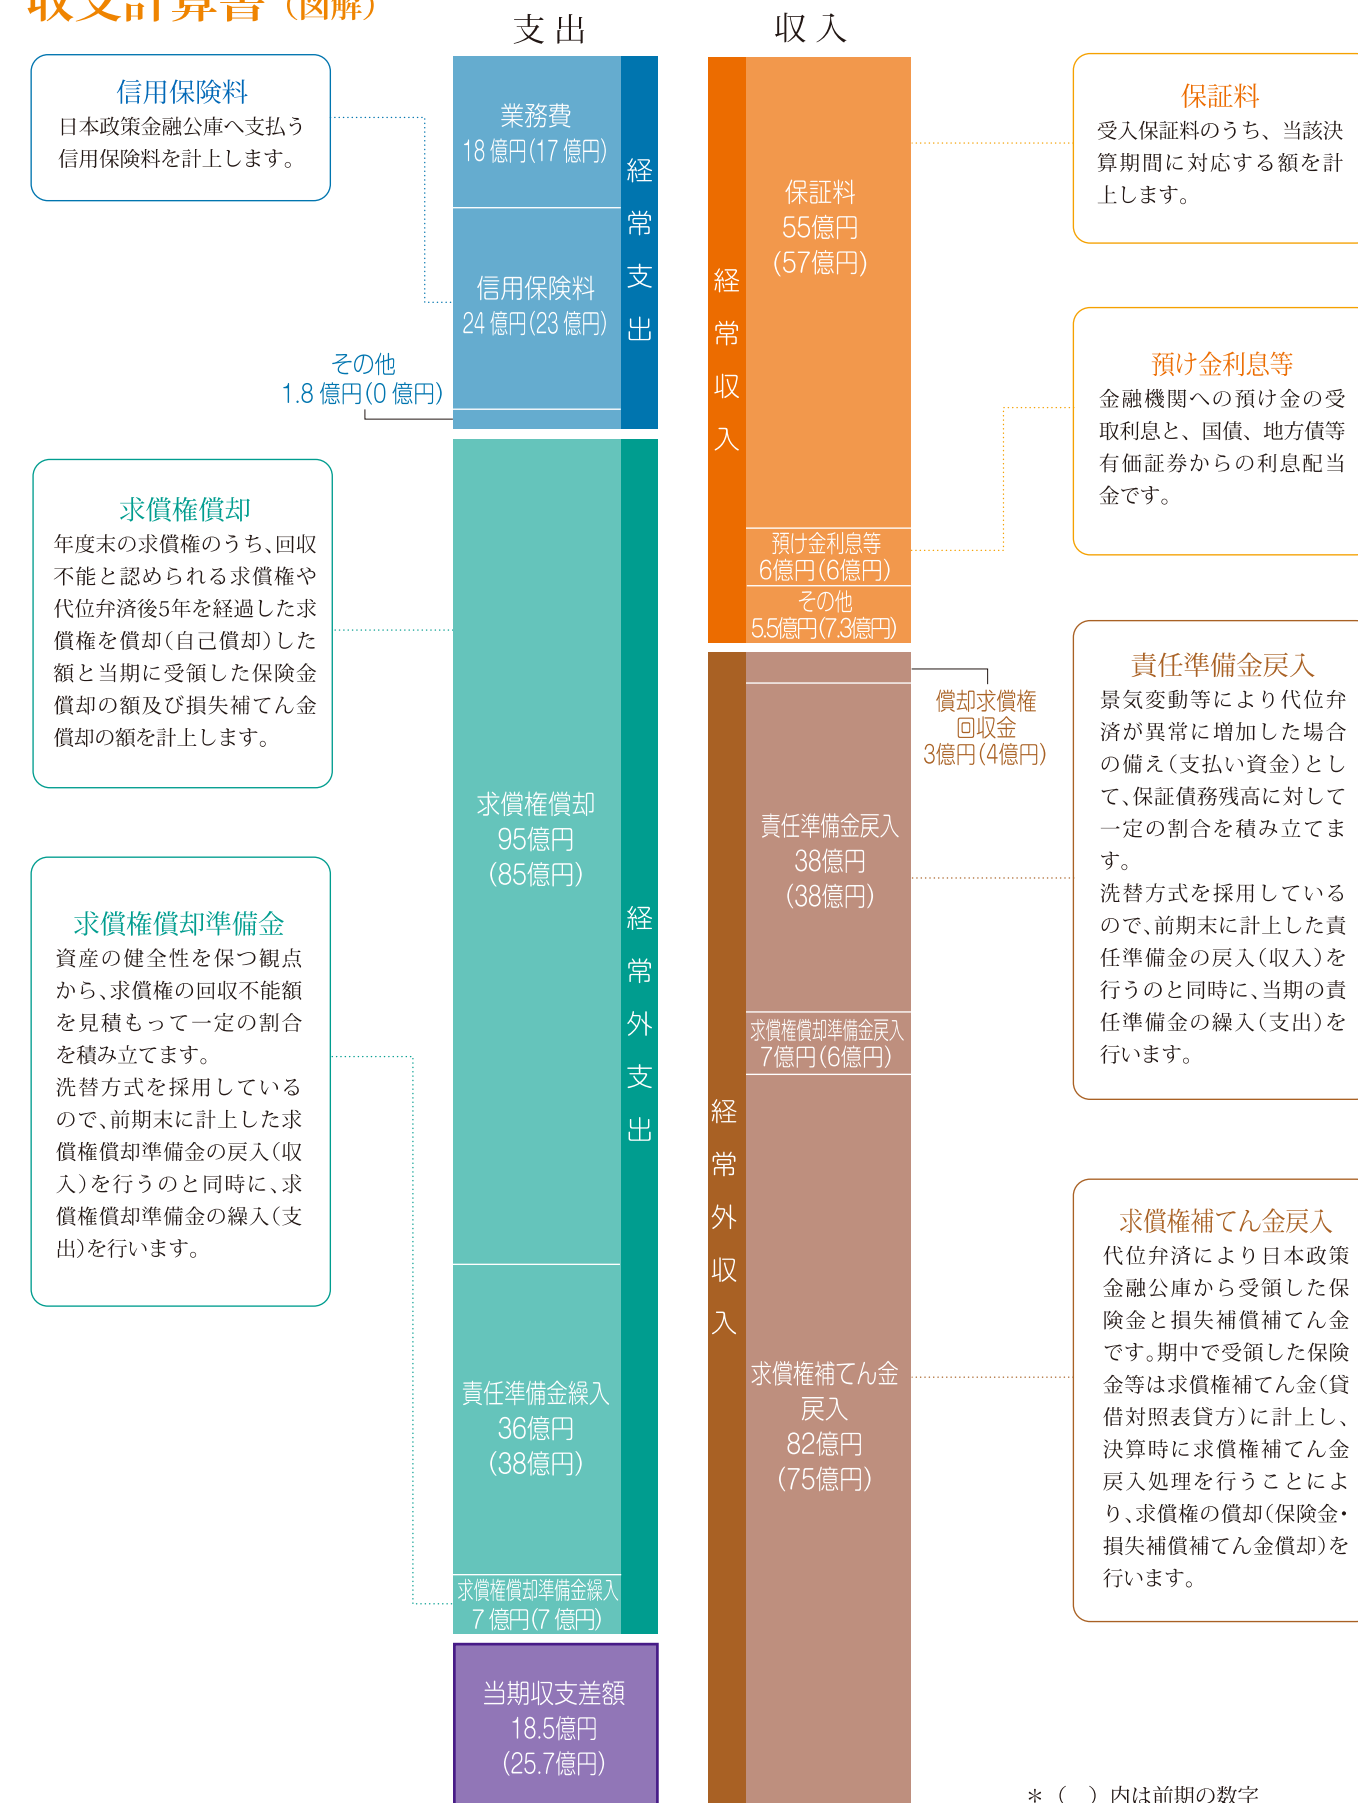 収支計算書（図解）
支出
収入
信用保険料
日本政策金融公庫へ支払う
信用保険料を計上します。
業務費
18億円(17億円)
信用保険料
24億円(23億円)
その他
1.8億円(0億円)
経常支出
求償権償却
年度末の求償権のうち、回収
不能と認められる求償権や
代位弁済後5年を経過した求
償権を償却（自己償却）した
額と当期に受領した保険金
償却の額及び損失補てん金
償却の額を計上します。
求償権償却準備金
資産の健全性を保つ観点
から、求償権の回収不能額
を見積もって一定の割合
を積み立てます。
洗替方式を採用している
ので、前期末に計上した求
償権償却準備金の戻入（収
入）を行うのと同時に、求
償権償却準備金の繰入（支
出）を行います。
求償権償却
95億円
(85億円)
責任準備金繰入
36億円
(38億円)
求償権償却準備金繰入
7億円(7億円)
経常外支出
当期収支差額
18.5億円
(25.7億円)
経常収入
保証料
55億円
(57億円)
預け金利息等
6億円(6億円)
その他
5.5億円(7.3億円)
経常外収入
償却求償権
回収金
3億円(4億円)
責任準備金戻入
38億円
(38億円)
求償権償却準備金戻入
7億円(6億円)
求償権補てん金
戻入
82億円
(75億円)
保証料
受入保証料のうち、当該決
算期間に対応する額を計
上します。
預け金利息等
金融機関への預け金の受
取利息と、国債、地方債等
有価証券からの利息配当
金です。
責任準備金戻入
景気変動等により代位弁
済が異常に増加した場合
の備え（支払い資金）とし
て、保証債務残高に対して
一定の割合を積み立てま
す。
洗替方式を採用している
ので、前期末に計上した責
任準備金の戻入（収入）を
行うのと同時に、当期の責
任準備金の繰入（支出）を
行います。
求償権補てん金戻入
代位弁済により日本政策
金融公庫から受領した保
険金と損失補償補てん金
です。期中で受領した保険
金等は求償権補てん金（貸
借対照表貸方）に計上し、
決算時に求償権補てん金
戻入処理を行うことによ
り、求償権の償却（保険金・
損失補償補てん金償却）を
行います。
＊（　）内は前期の数字